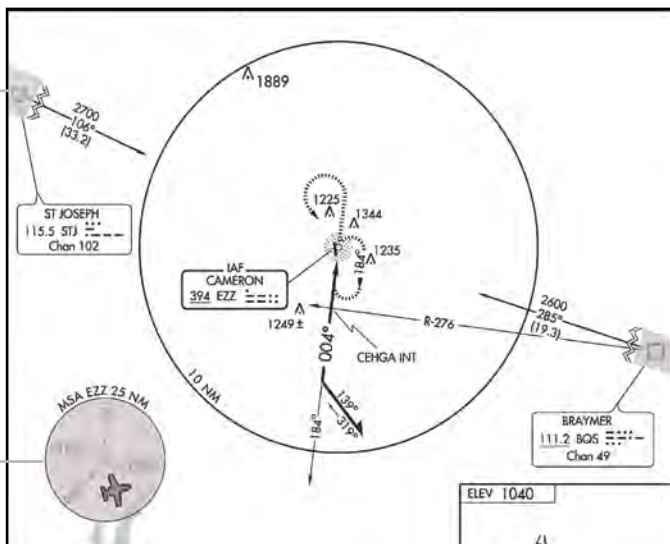 1889
2700
106°
(33.2)
ST JOSEPH
115.5 STJ
Chan 102
1225
1344
1235
184°
IAF
CAMERON
394 EZZ
1249 ±
004°
CEHGA INT
R-276
2600
285°
(19.3)
BRAYMER
111.2 BQS
Chan 49
139°
319°
184°
10 NM
MSA EZZ 25 NM
ELEV 1040